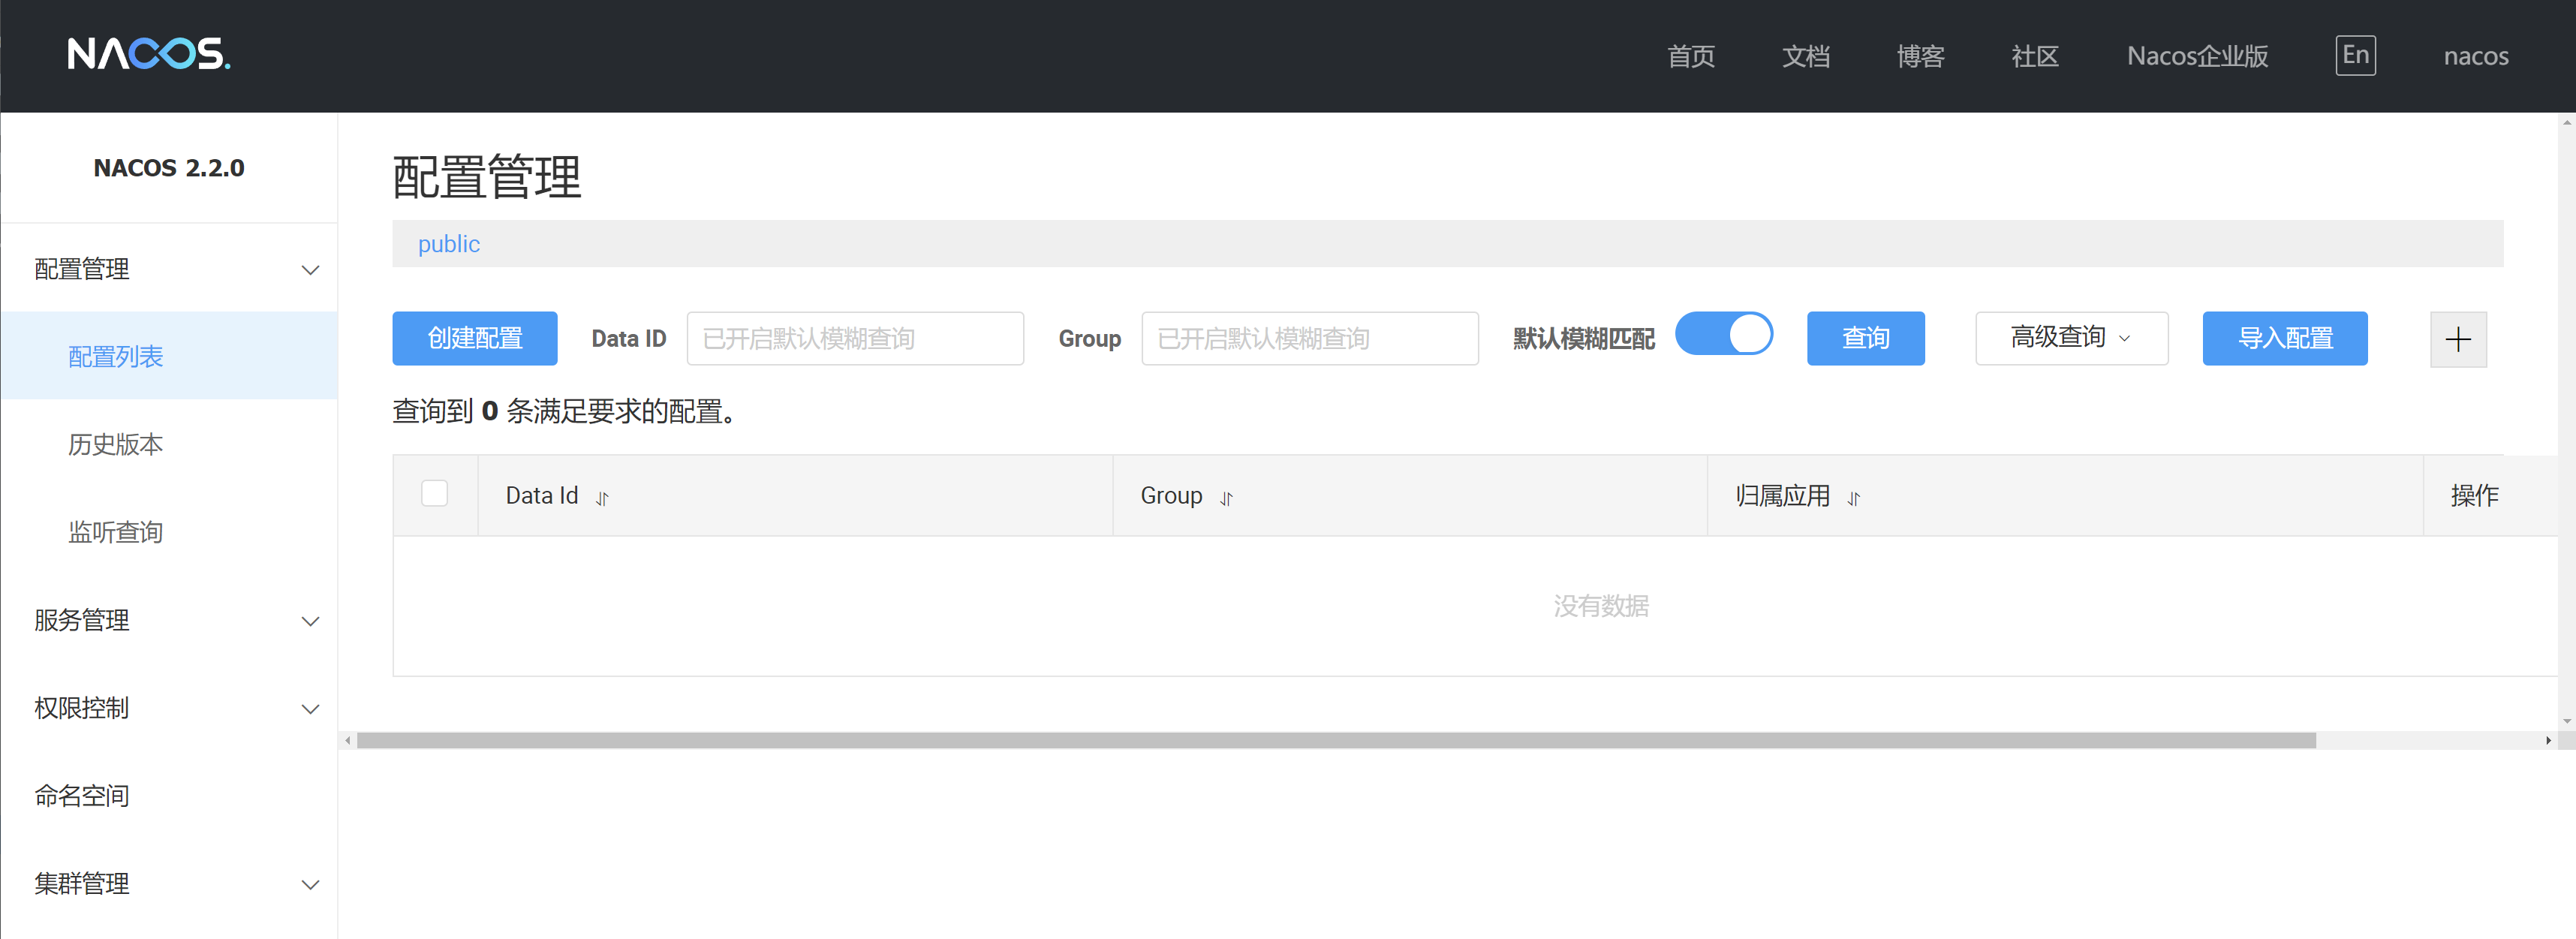 NACOS.
首页 文档 博客 社区 Nacos企业版 En nacos
NACOS 2.2.0
配置管理
配置列表
历史版本
监听查询
服务管理
权限控制
命名空间
集群管理
配置管理
public
创建配置 Data ID 已开启默认模糊查询 Group 已开启默认模糊查询 默认模糊匹配 查询 高级查询 导入配置
查询到 0 条满足要求的配置。
Data Id Group 归属应用 操作
没有数据